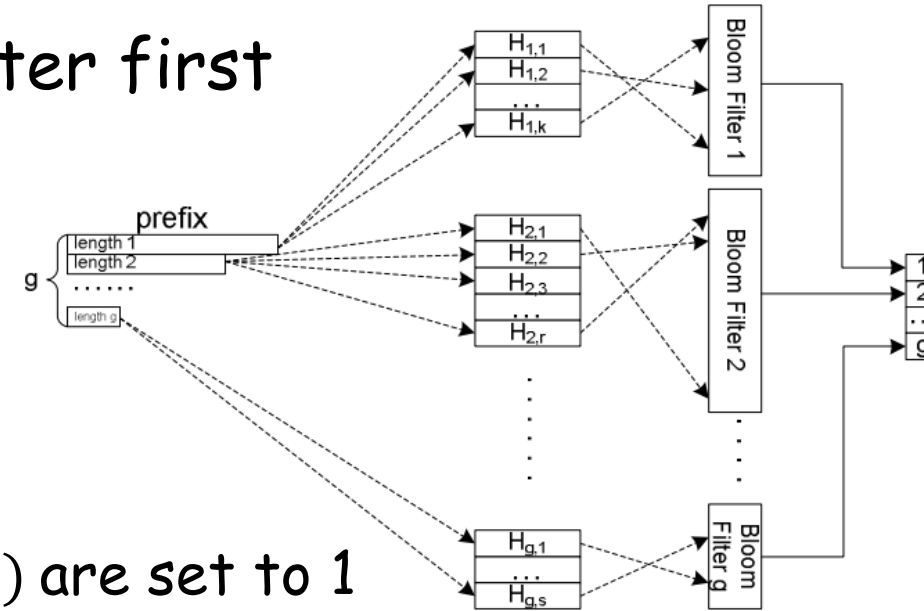 ter first
prefix
g
length 1
length 2
......
length g
H1,1
H1,2
...
H1,k
H2,1
H2,2
H2,3
...
H2,r
Hg,1
...
Hg,s
Bloom Filter 1
Bloom Filter 2
Bloom
Filter g
1
2
g
) are set to 1